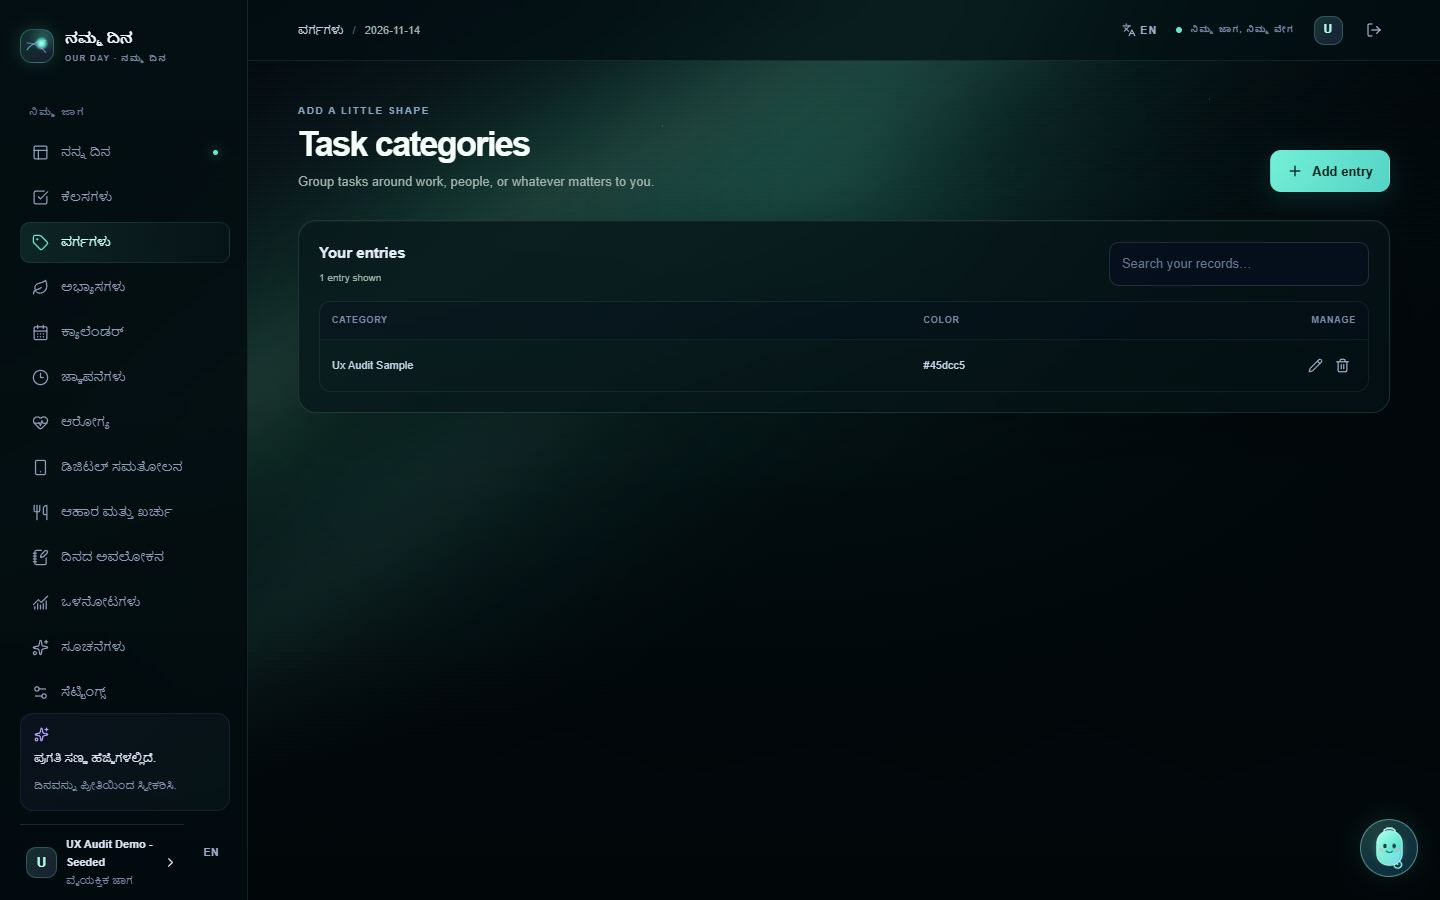 ನಮ್ಮ ದಿನ
OUR DAY - ನಮ್ಮ ದಿನ
ನಿಮ್ಮ ಜಾಗ
ನನ್ನ ದಿನ
ಕೆಲಸಗಳು
ವರ್ಗಗಳು
ಅಭ್ಯಾಸಗಳು
ಕ್ಯಾಲೆಂಡರ್
ಜ್ಞಾಪನೆಗಳು
ಆರೋಗ್ಯ
ಡಿಜಿಟಲ್ ಸಮತೋಲನ
ಆಹಾರ ಮತ್ತು ಖರ್ಚು
ದಿನದ ಅವಲೋಕನ
ಒಳನೋಟಗಳು
ಸೂಚನೆಗಳು
ಸೆಟ್ಟಿಂಗ್ಸ್
ಪ್ರಗತಿ ಸಣ್ಣ ಹೆಜ್ಜೆಗಳಲ್ಲಿದೆ.
ದಿನವನ್ನು ಪ್ರೀತಿಯಿಂದ ಸ್ವೀಕರಿಸಿ.
U
UX Audit Demo -
Seeded
ವೈಯಕ್ತಿಕ ಜಾಗ
EN
ವರ್ಗಗಳು / 2026-11-14
EN
ನಿಮ್ಮ ಜಾಗ, ನಿಮ್ಮ ವೇಗ
U
ADD A LITTLE SHAPE
Task categories
Group tasks around work, people, or whatever matters to you.
Add entry
Your entries
1 entry shown
Search your records...
CATEGORY COLOR MANAGE
Ux Audit Sample #45dcc5